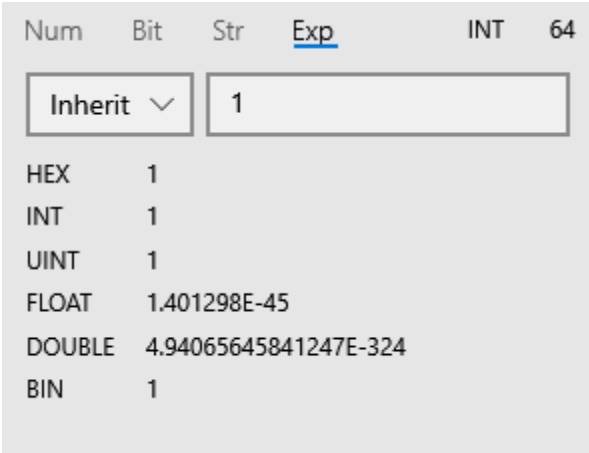 Num Bit Str Exp INT 64
Inherit 1
HEX 1
INT 1
UINT 1
FLOAT 1.401298E-45
DOUBLE 4.94065645841247E-324
BIN 1